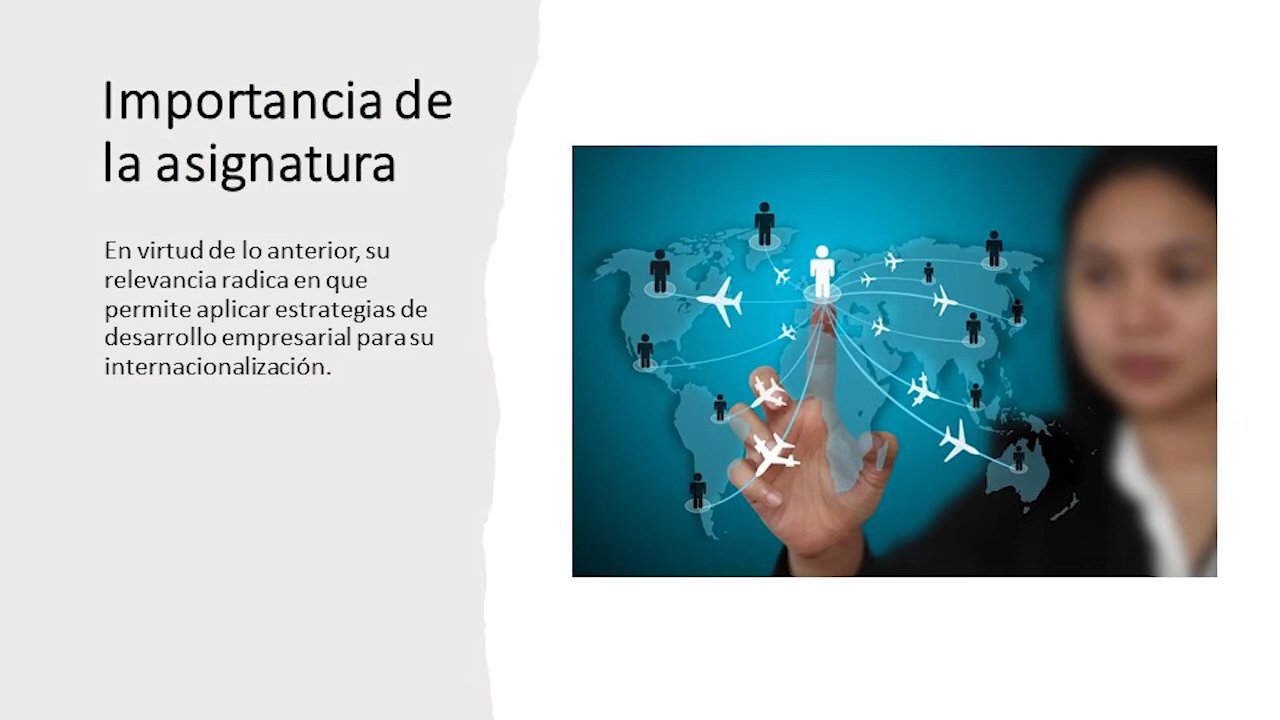 Importancia de
la asignatura
En virtud de lo anterior, su
relevancia radica en que
permite aplicar estrategias de
desarrollo empresarial para su
internacionalización.